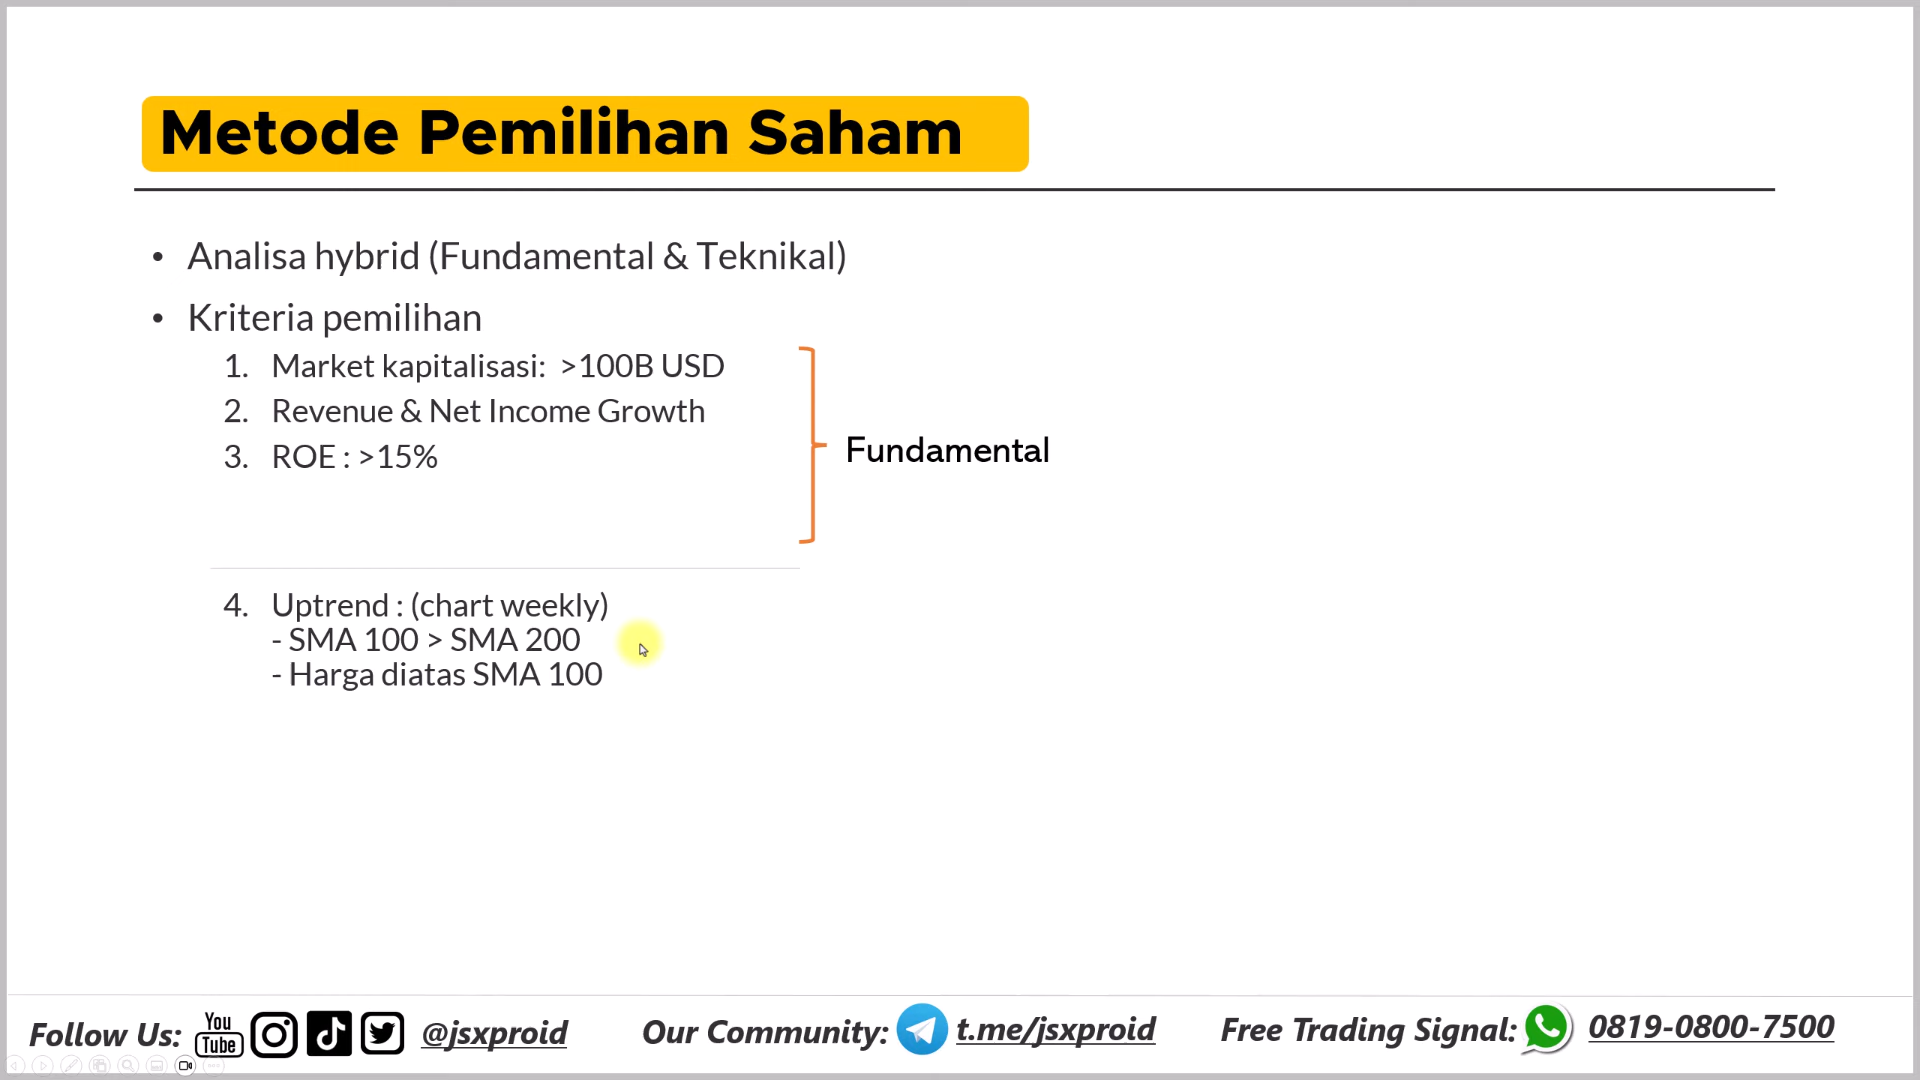 Metode Pemilihan Saham
• Analisa hybrid (Fundamental & Teknikal)
• Kriteria pemilihan
1. Market kapitalisasi: >100B USD
2. Revenue & Net Income Growth
3. ROE : >15%
Fundamental
4. Uptrend : (chart weekly)
- SMA 100 > SMA 200
- Harga diatas SMA 100
Follow Us: You Tube @jsxproid Our Community: t.me/jsxproid Free Trading Signal: 0819-0800-7500